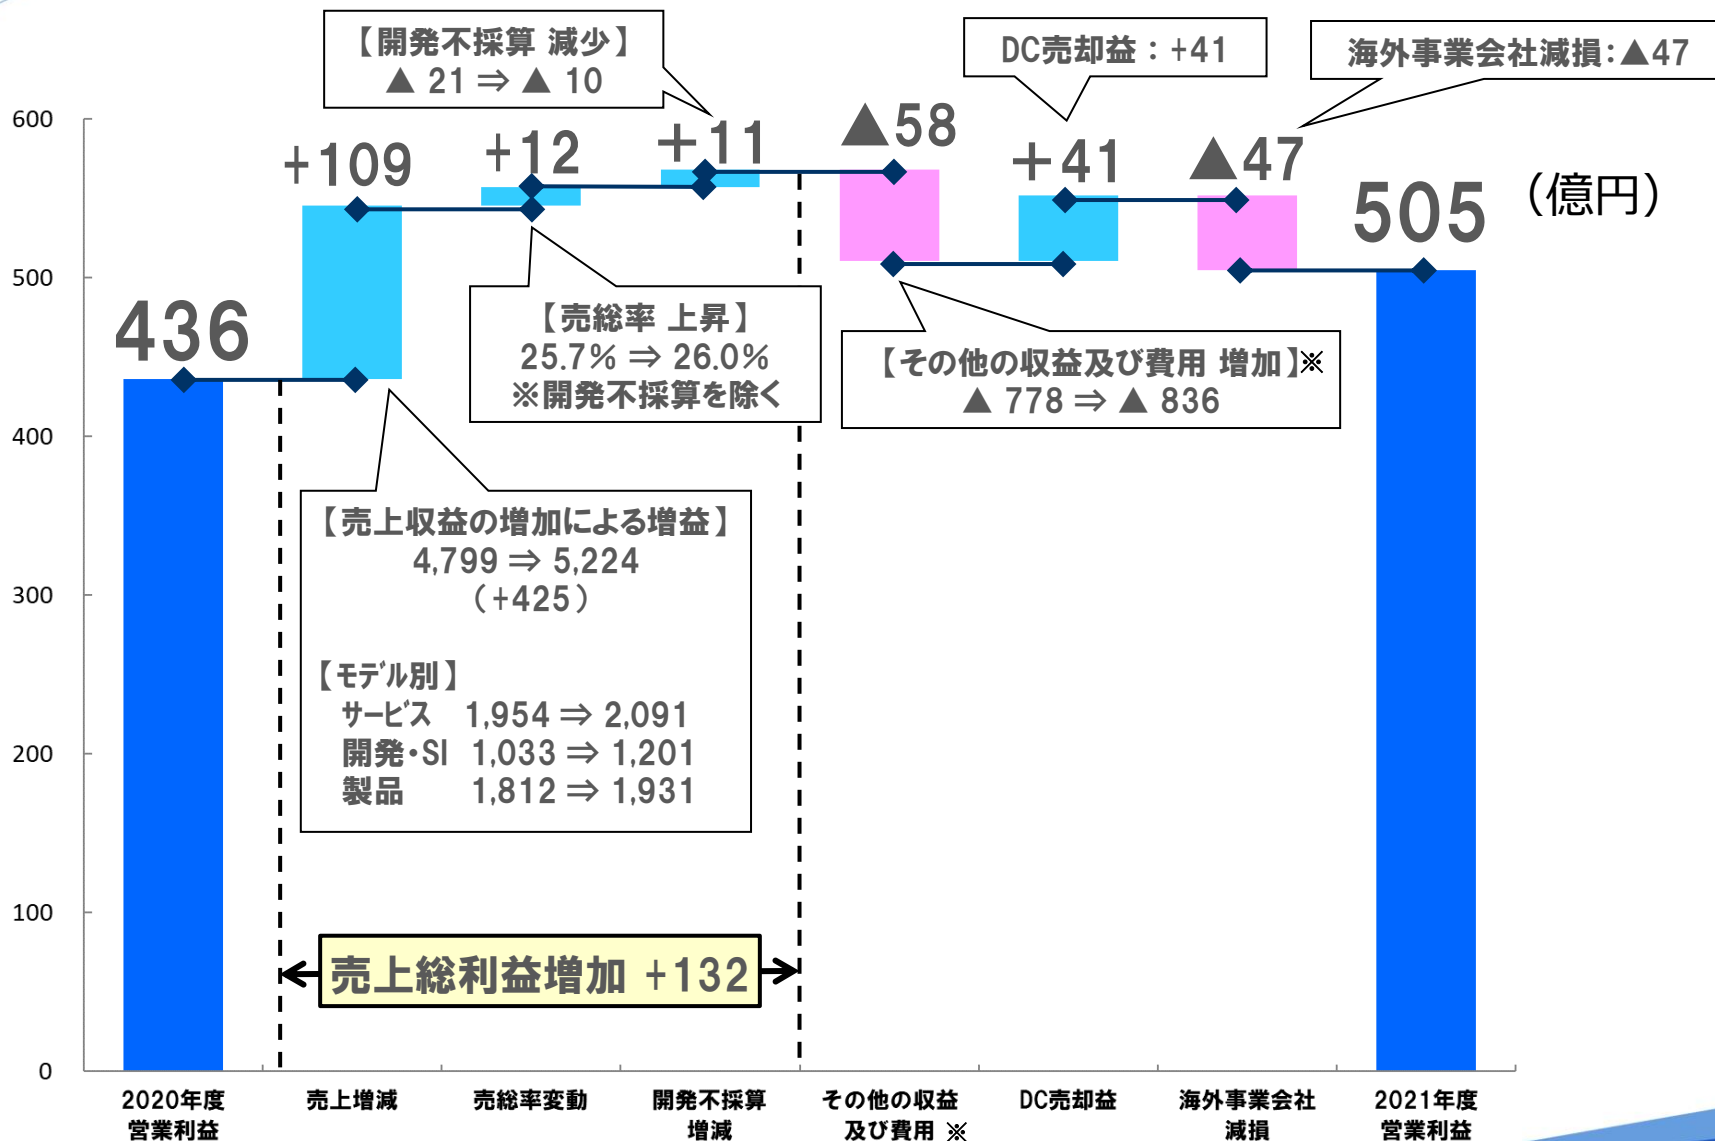 【開発不採算 減少】
▲ 21 ⇒ ▲ 10
DC売却益：+41
海外事業会社減損：▲47
600
500
400
300
200
100
0
436
+109
+12
+11
▲58
+41
▲47
505
（億円）
【売総率 上昇】
25.7% ⇒ 26.0%
※開発不採算を除く
【その他の収益及び費用 増加】※
▲ 778 ⇒ ▲ 836
【売上収益の増加による増益】
4,799 ⇒ 5,224
（+425）
【モデル別】
サービス 1,954 ⇒ 2,091
開発・SI 1,033 ⇒ 1,201
製品 1,812 ⇒ 1,931
売上総利益増加 +132
2020年度
営業利益
売上増減
売総率変動
開発不採算
増減
その他の収益
及び費用 ※
DC売却益
海外事業会社
減損
2021年度
営業利益